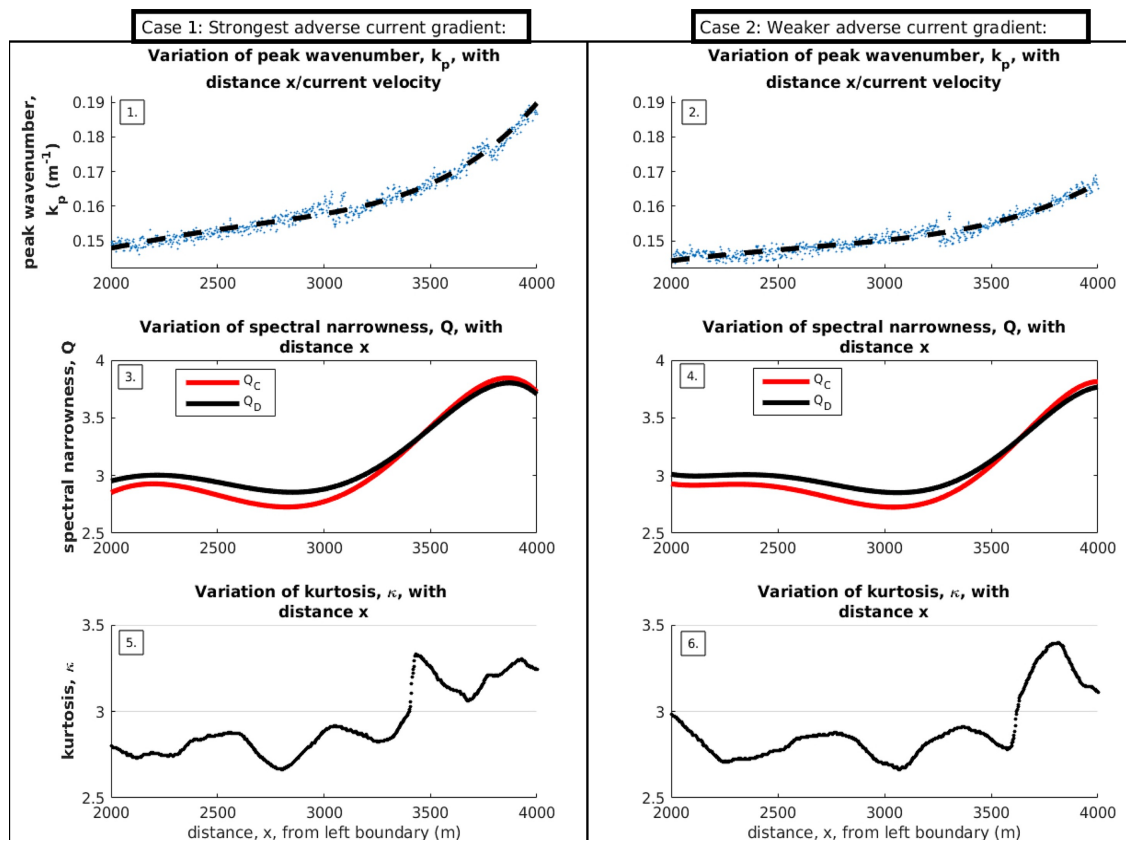 Case 1: Strongest adverse current gradient:
Case 2: Weaker adverse current gradient:
Variation of peak wavenumber, kp, with
distance x/current velocity
peak wavenumber,
kp (m-1)
0.19
0.18
0.17
0.16
0.15
1.
2000
2500
3000
3500
4000
Variation of peak wavenumber, kp, with
distance x/current velocity
0.19
0.18
0.17
0.16
0.15
2.
2000
2500
3000
3500
4000
Variation of spectral narrowness, Q, with
distance x
spectral narrowness, Q
4
3.5
3
2.5
3.
QC
QD
2000
2500
3000
3500
4000
Variation of spectral narrowness, Q, with
distance x
4
3.5
3
2.5
4.
QC
QD
2000
2500
3000
3500
4000
Variation of kurtosis, κ, with
distance x
kurtosis, κ
3.5
3
2.5
5.
2000
2500
3000
3500
4000
distance, x, from left boundary (m)
Variation of kurtosis, κ, with
distance x
3.5
3
2.5
6.
2000
2500
3000
3500
4000
distance, x, from left boundary (m)